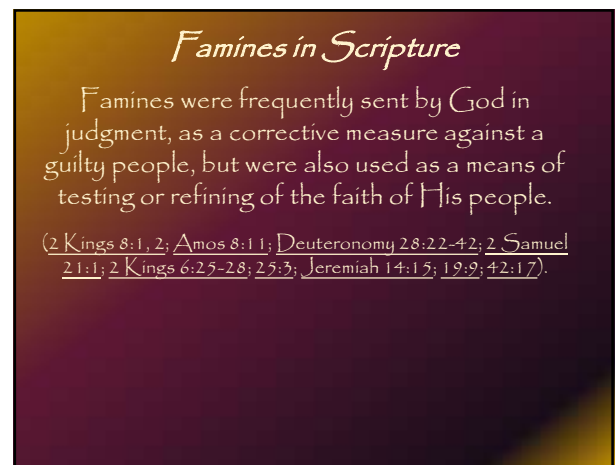 Famines in Scripture
Famines were frequently sent by God in
judgment, as a corrective measure against a
guilty people, but were also used as a means of
testing or refining of the faith of His people.
(2 Kings 8:1, 2; Amos 8:11; Deuteronomy 28:22-42; 2 Samuel
21:1; 2 Kings 6:25-28; 25:3; Jeremiah 14:15; 19:9; 42:17).